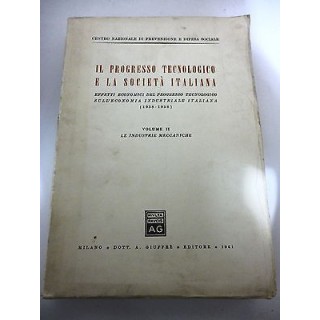 CENTRO NAZIONALE DI PREVENZIONE E DIFESA SOCIALE
IL PROGRESSO TECNOLOGICO
E LA SOCIETÀ ITALIANA
EFFETTI ECONOMICI DEL PROGRESSO TECNOLOGICO
SULL'ECONOMIA INDUSTRIALE ITALIANA
(1938-1958)
VOLUME II
LE INDUSTRIE MECCANICHE
AG
MILANO • DOTT. A. GIUFFRÈ • EDITORE • 1961